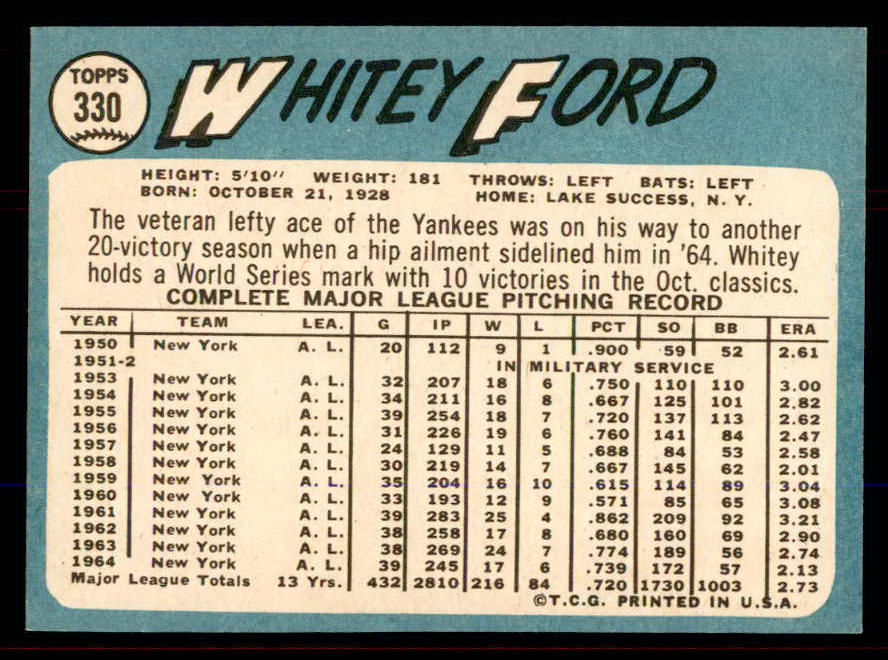 TOPPS
330
WHITEY FORD
HEIGHT: 5'10" WEIGHT: 181 THROWS: LEFT BATS: LEFT
BORN: OCTOBER 21, 1928 HOME: LAKE SUCCESS, N. Y.
The veteran lefty ace of the Yankees was on his way to another
20-victory season when a hip ailment sidelined him in '64. Whitey
holds a World Series mark with 10 victories in the Oct. classics.
COMPLETE MAJOR LEAGUE PITCHING RECORD
YEAR TEAM LEA. G IP W L PCT SO BB ERA
1950 New York A. L. 20 112 9 1 .900 59 52 2.61
1951-2 IN MILITARY SERVICE
1953 New York A. L. 32 207 18 6 .750 110 110 3.00
1954 New York A. L. 34 211 16 8 .667 125 101 2.82
1955 New York A. L. 39 254 18 7 .720 137 113 2.62
1956 New York A. L. 31 226 19 6 .760 141 84 2.47
1957 New York A. L. 24 129 11 5 .688 84 53 2.58
1958 New York A. L. 30 219 14 7 .667 145 62 2.01
1959 New York A. L. 35 204 16 10 .615 114 89 3.04
1960 New York A. L. 33 193 12 9 .571 85 65 3.08
1961 New York A. L. 39 283 25 4 .862 209 92 3.21
1962 New York A. L. 38 258 17 8 .680 160 69 2.90
1963 New York A. L. 38 269 24 7 .774 189 56 2.74
1964 New York A. L. 39 245 17 6 .739 172 57 2.13
Major League Totals 13 Yrs. 432 2810 216 84 .720 1730 1003 2.73
©T.C.G. PRINTED IN U.S.A.